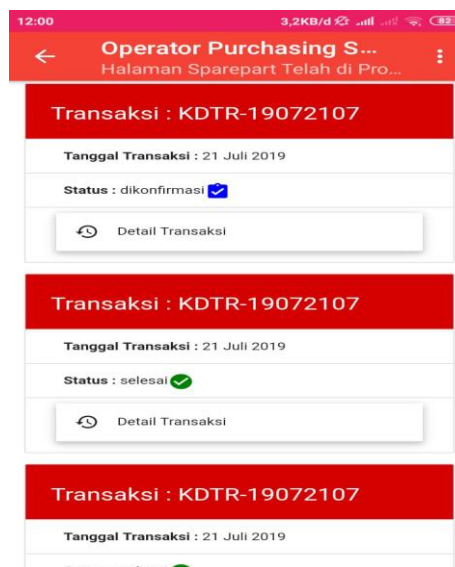 12:00 3,2KB/d 82
Operator Purchasing S...
Halaman Sparepart Telah di Pro...
Transaksi : KDTR-19072107
Tanggal Transaksi : 21 Juli 2019
Status : dikonfirmasi
Detail Transaksi
Transaksi : KDTR-19072107
Tanggal Transaksi : 21 Juli 2019
Status : selesai
Detail Transaksi
Transaksi : KDTR-19072107
Tanggal Transaksi : 21 Juli 2019